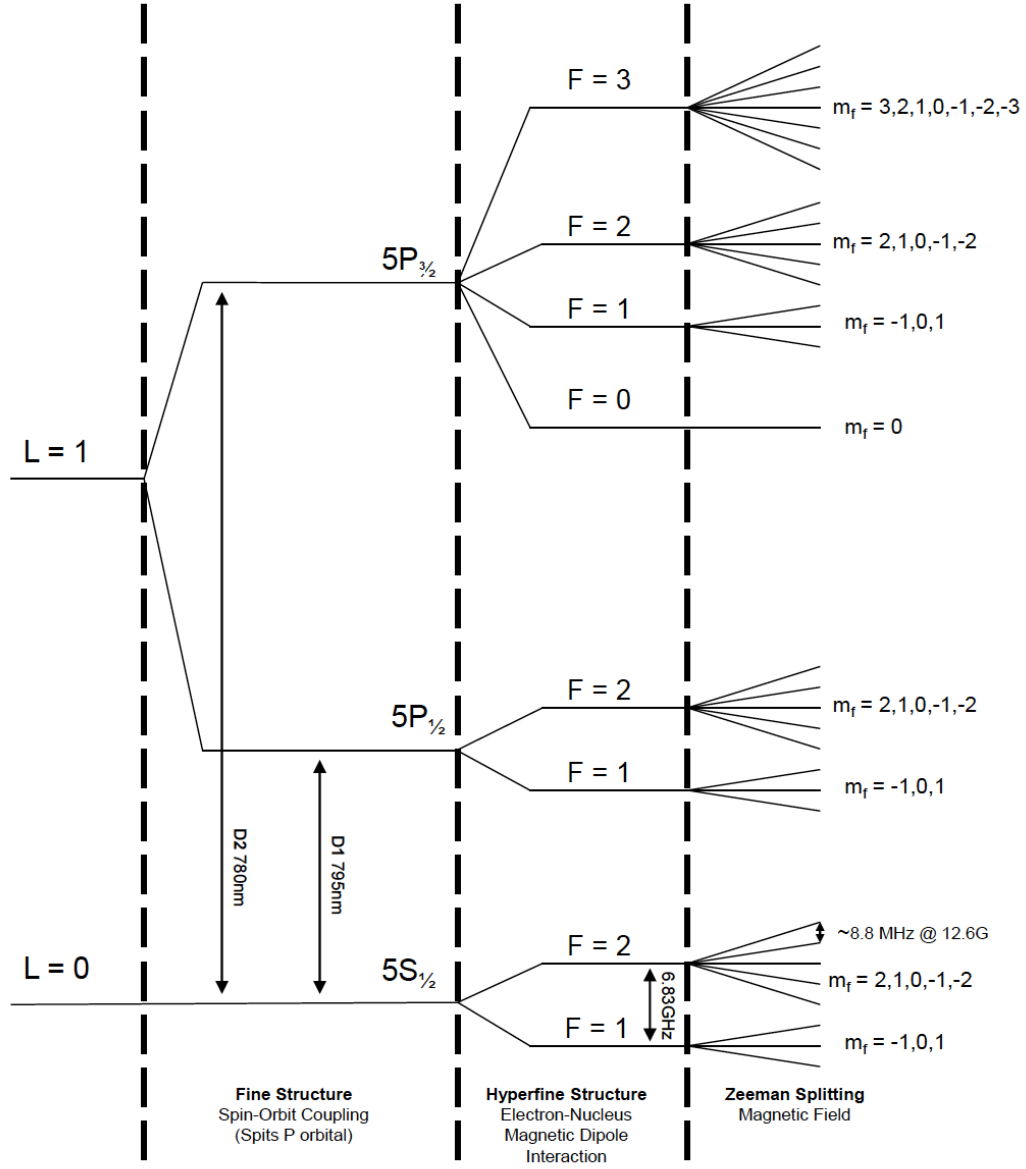 F = 3
m_f = 3,2,1,0,-1,-2,-3
F = 2
m_f = 2,1,0,-1,-2
5P_¾⁄₂
F = 1
m_f = -1,0,1
F = 0
m_f = 0
L = 1
F = 2
m_f = 2,1,0,-1,-2
5P_½
F = 1
m_f = -1,0,1
D2 780nm
D1 795nm
~8.8 MHz @ 12.6G
F = 2
L = 0
5S_½
6.83GHz
m_f = 2,1,0,-1,-2
F = 1
m_f = -1,0,1
Fine Structure
Spin-Orbit Coupling
(Spits P orbital)
Hyperfine Structure
Electron-Nucleus
Magnetic Dipole
Interaction
Zeeman Splitting
Magnetic Field